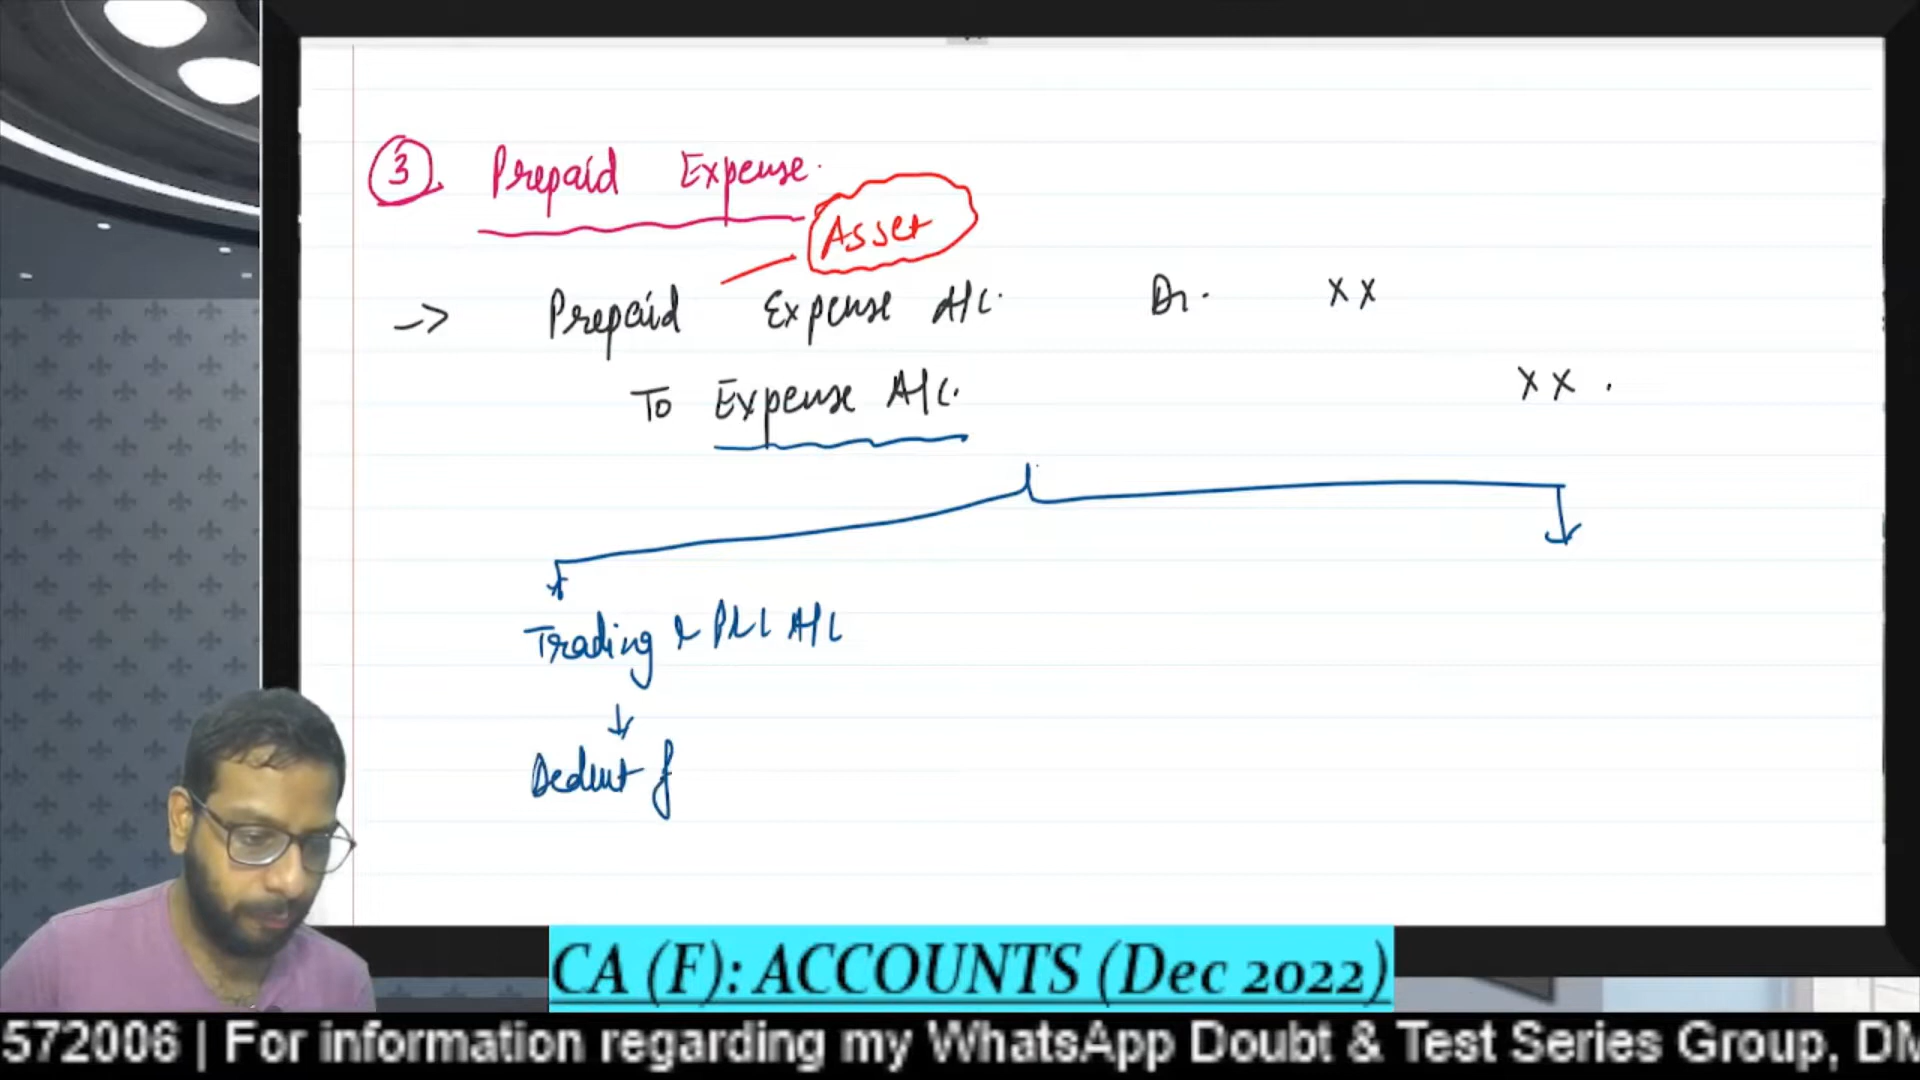 3. Prepaid Expense.
Asset
-> Prepaid Expense A/c. Dr. xx
To Expense A/c. xx.
Trading & P&L A/c
↓
Deduct f
CA (F): ACCOUNTS (Dec 2022)
572006 | For information regarding my WhatsApp Doubt & Test Series Group, DM